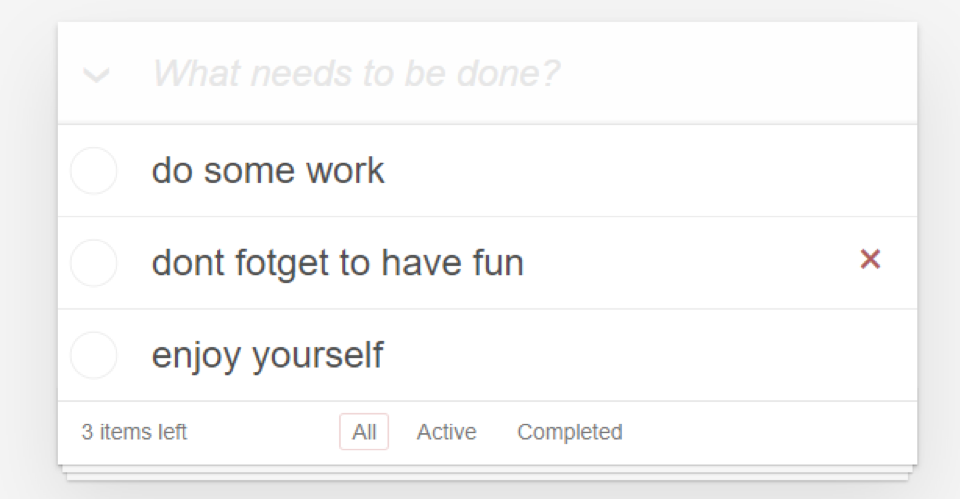 What needs to be done?
do some work
dont fotget to have fun
enjoy yourself
3 items left All Active Completed